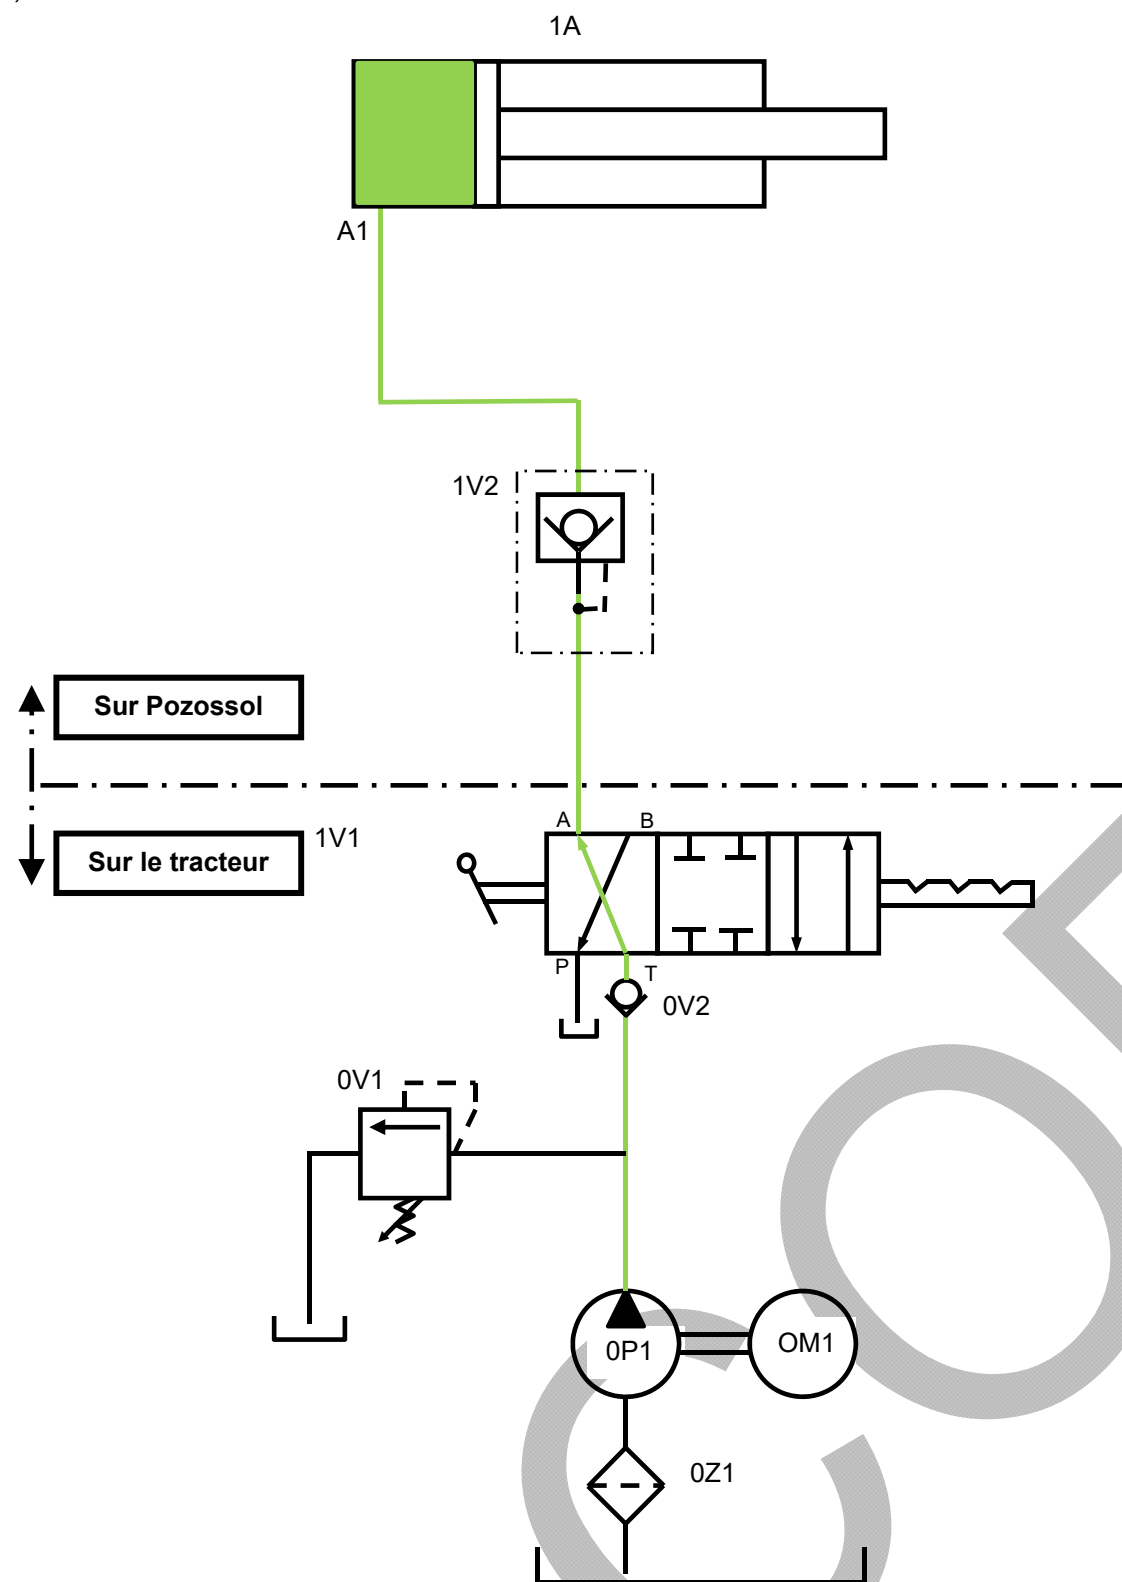 1A
A1
1V2
Sur Pozossol
Sur le tracteur
1V1
A
B
P
T
0V2
0V1
0P1
OM1
0Z1